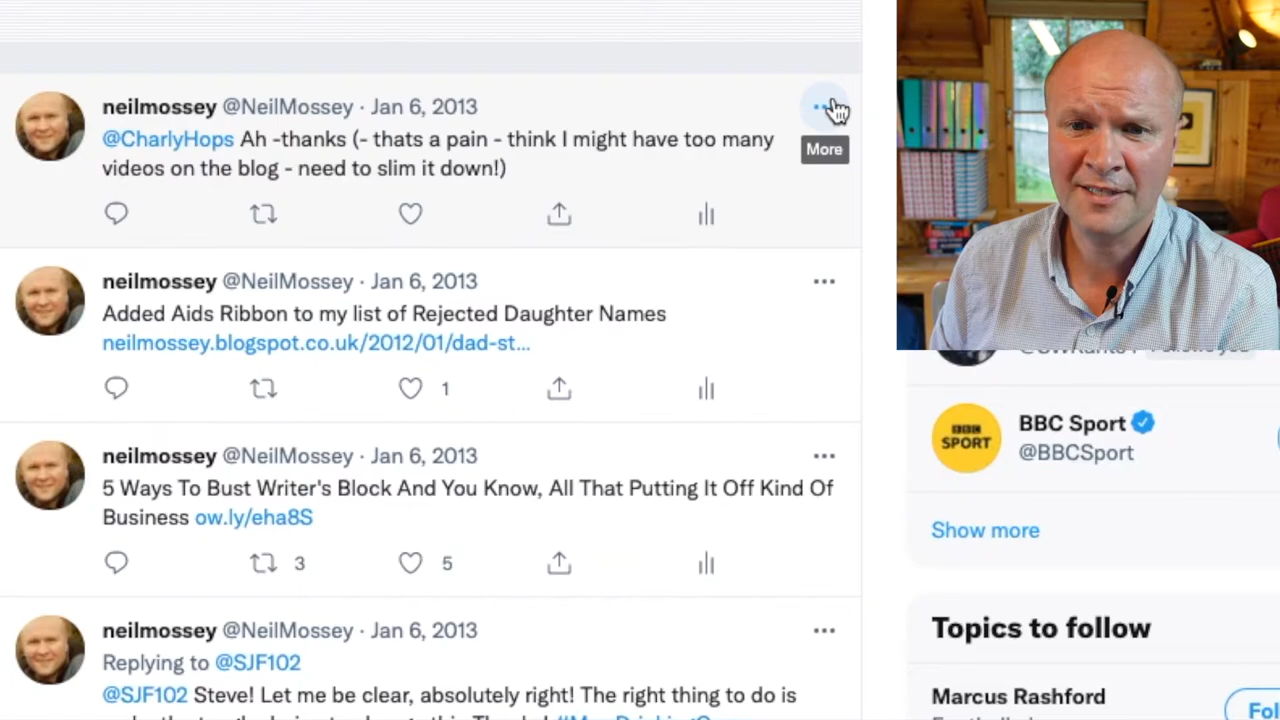 neilmossey @NeilMossey · Jan 6, 2013
@CharlyHops Ah -thanks (- thats a pain - think I might have too many
videos on the blog - need to slim it down!)
More
neilmossey @NeilMossey · Jan 6, 2013
Added Aids Ribbon to my list of Rejected Daughter Names
neilmossey.blogspot.co.uk/2012/01/dad-st...
1
neilmossey @NeilMossey · Jan 6, 2013
5 Ways To Bust Writer's Block And You Know, All That Putting It Off Kind Of
Business ow.ly/eha8S
3 5
neilmossey @NeilMossey · Jan 6, 2013
Replying to @SJF102
@SJF102 Steve! Let me be clear, absolutely right! The right thing to do is
BBC SPORT
BBC Sport
@BBCSport
Show more
Topics to follow
Marcus Rashford
Fol